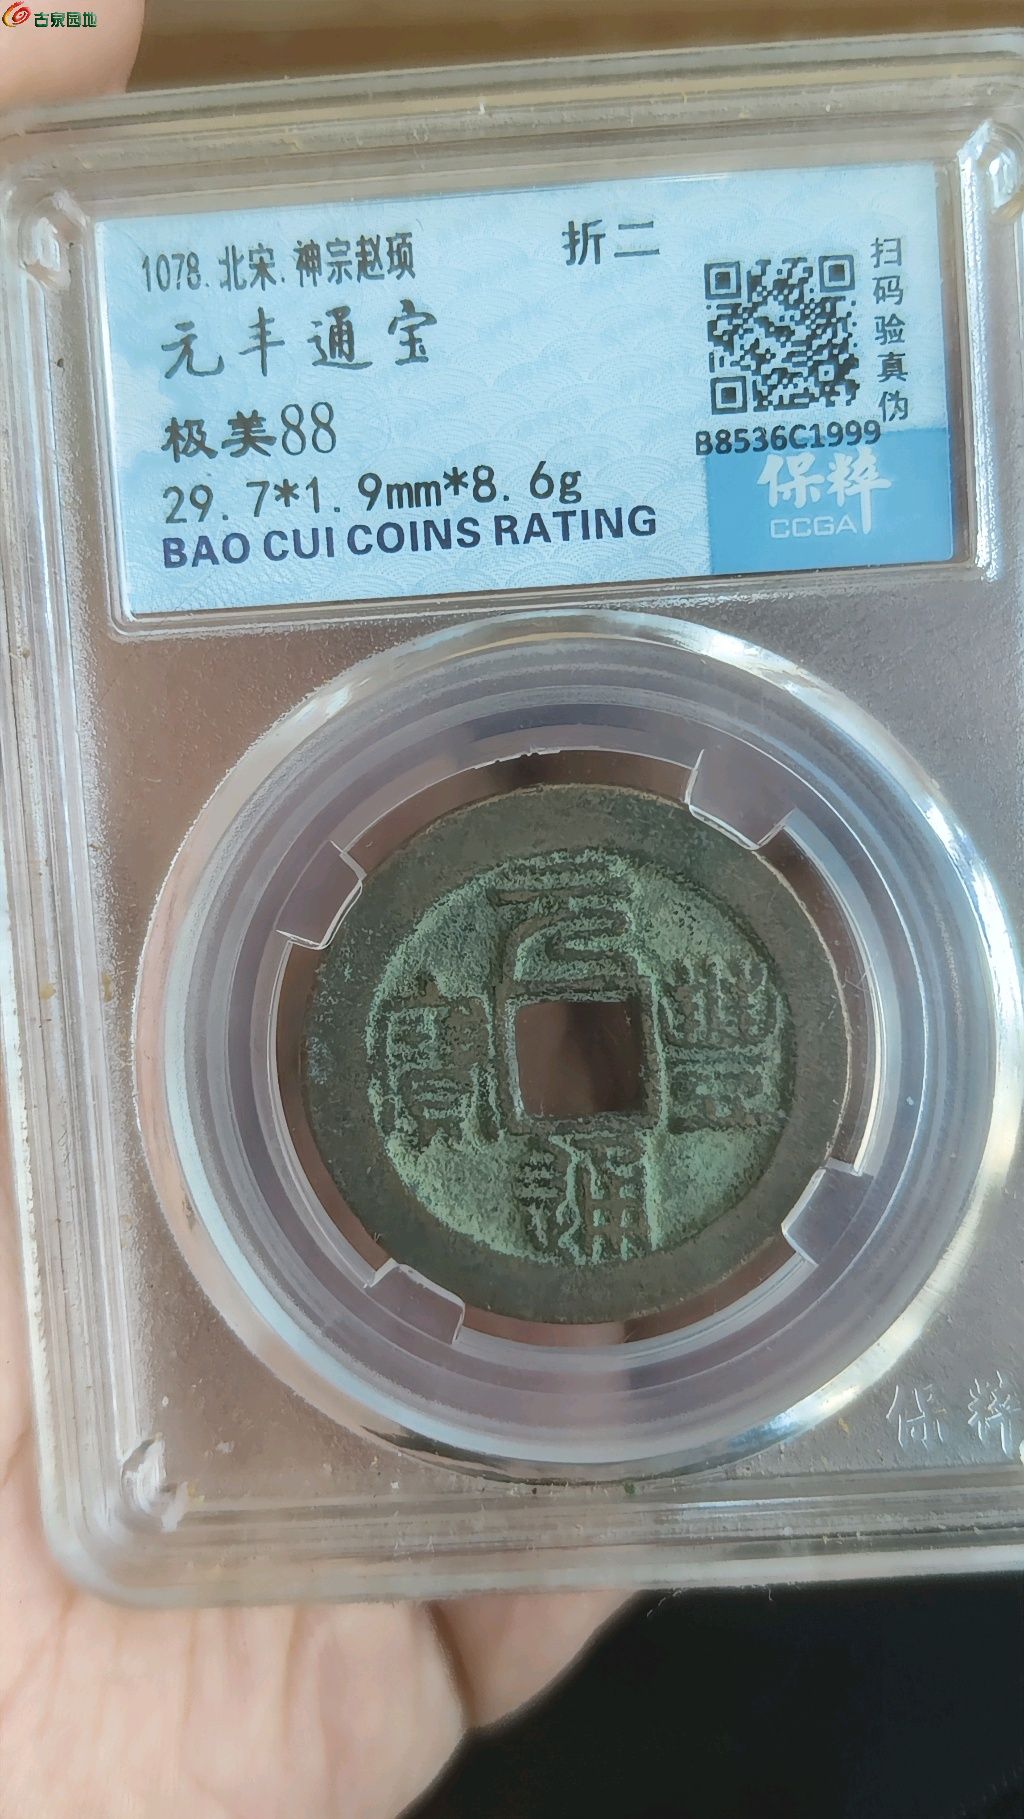 古泉园地
1078.北宋.神宗赵顼
折二
元丰通宝
极美88
29.7*1.9mm*8.6g
BAO CUI COINS RATING
扫码验真伪
B8536C1999
保粹
CCGA
元豐通寳
保粹